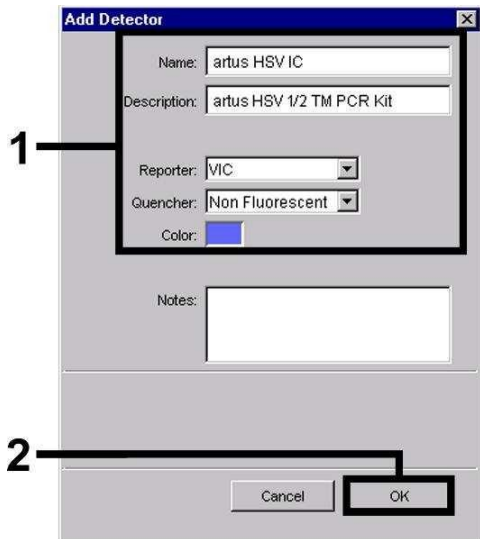 Add Detector
Name: artus HSV IC
Description: artus HSV 1/2 TM PCR Kit
1
Reporter: VIC
Quencher: Non Fluorescent
Color:
Notes:
2
Cancel OK